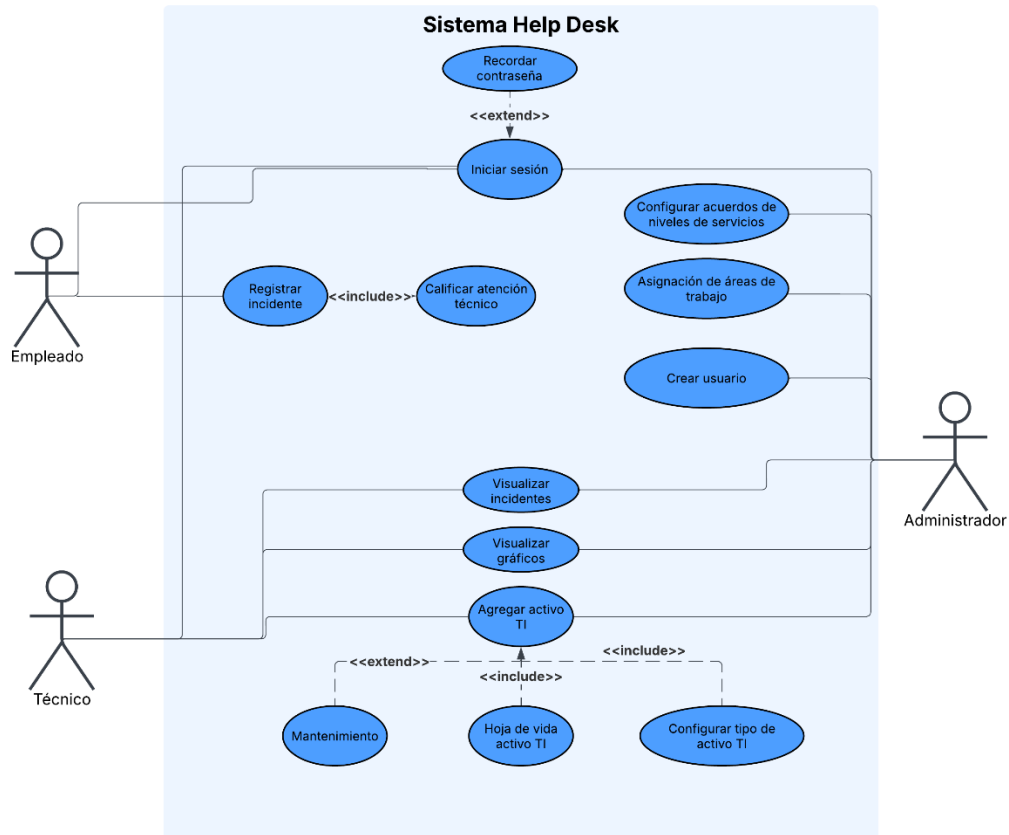 Sistema Help Desk
Recordar
contraseña
<<extend>>
Iniciar sesión
Configurar acuerdos de
niveles de servicios
Registrar
incidente
<<include>>
Calificar atención
técnico
Asignación de áreas de
trabajo
Empleado
Crear usuario
Visualizar
incidentes
Administrador
Visualizar
gráficos
Agregar activo
TI
Técnico
<<extend>>
<<include>>
<<include>>
Mantenimiento
Hoja de vida
activo TI
Configurar tipo de
activo TI